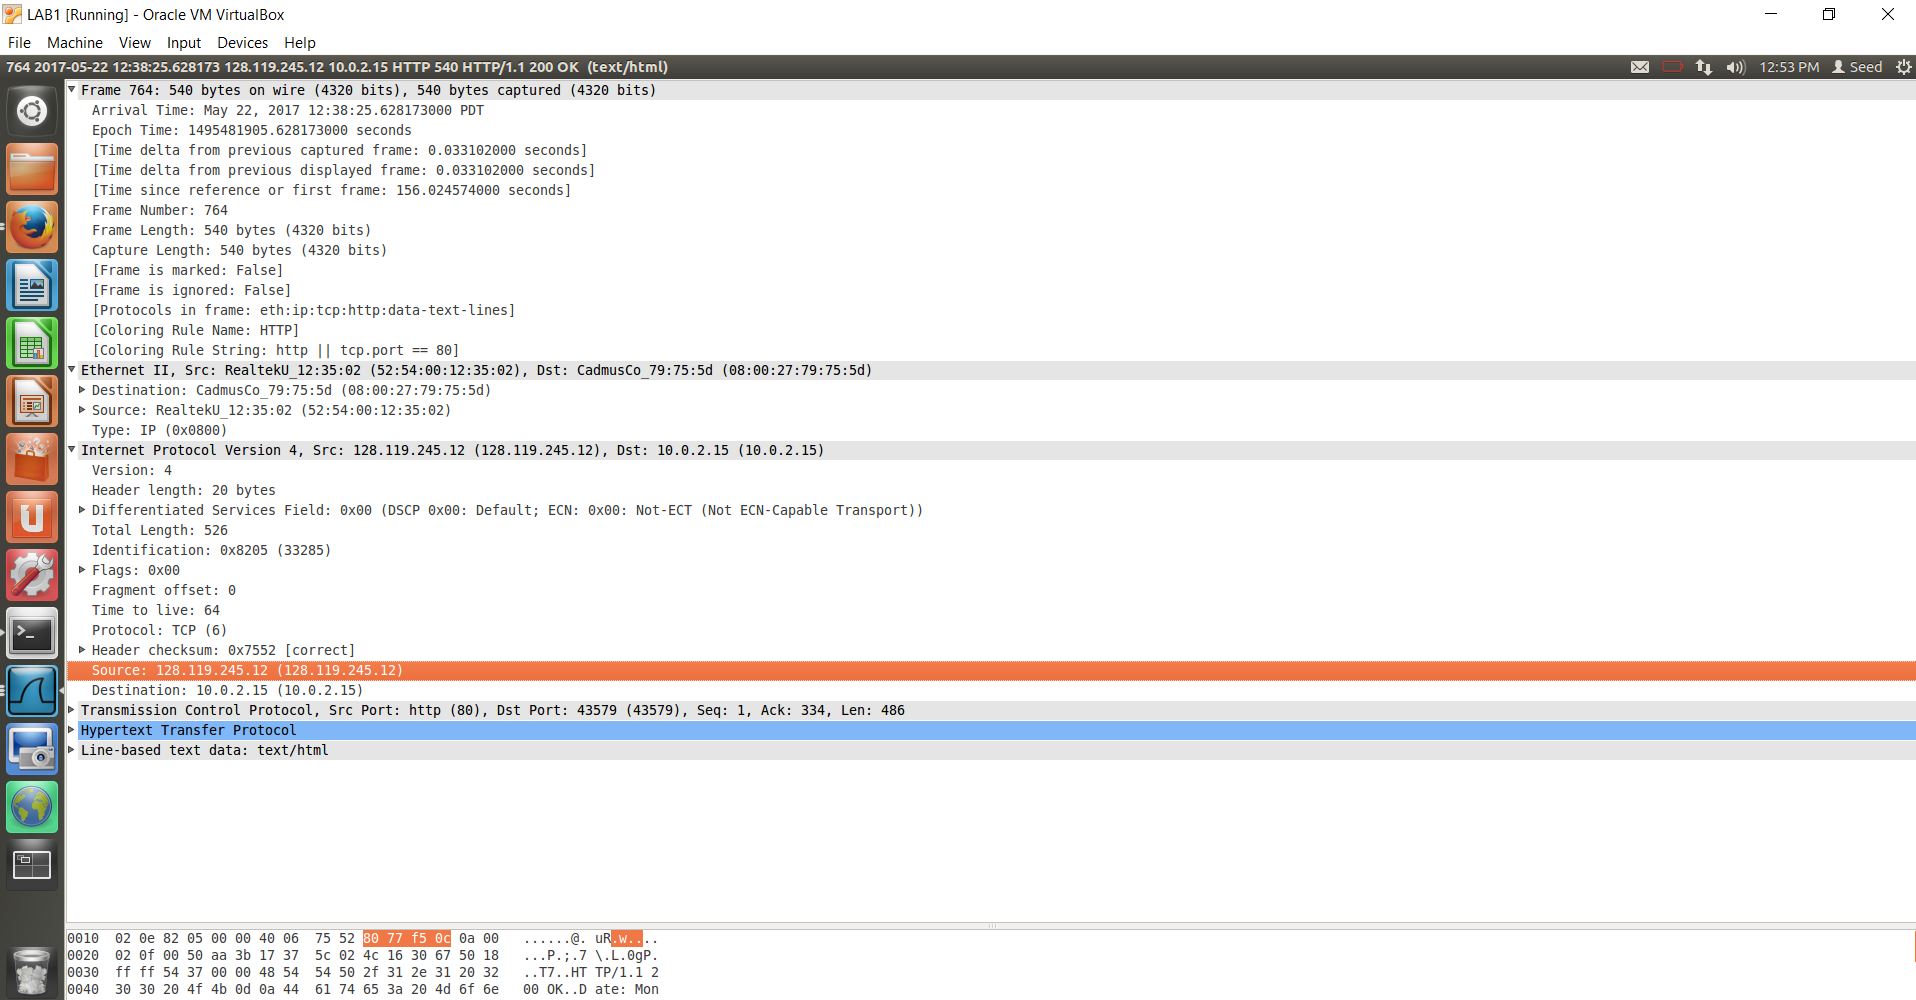 LAB1 [Running] - Oracle VM VirtualBox
File Machine View Input Devices Help
764 2017-05-22 12:38:25.628173 128.119.245.12 10.0.2.15 HTTP 540 HTTP/1.1 200 OK (text/html) 12:53 PM Seed
Frame 764: 540 bytes on wire (4320 bits), 540 bytes captured (4320 bits)
Arrival Time: May 22, 2017 12:38:25.628173000 PDT
Epoch Time: 1495481905.628173000 seconds
[Time delta from previous captured frame: 0.033102000 seconds]
[Time delta from previous displayed frame: 0.033102000 seconds]
[Time since reference or first frame: 156.024574000 seconds]
Frame Number: 764
Frame Length: 540 bytes (4320 bits)
Capture Length: 540 bytes (4320 bits)
[Frame is marked: False]
[Frame is ignored: False]
[Protocols in frame: eth:ip:tcp:http:data-text-lines]
[Coloring Rule Name: HTTP]
[Coloring Rule String: http || tcp.port == 80]
Ethernet II, Src: RealtekU_12:35:02 (52:54:00:12:35:02), Dst: CadmusCo_79:75:5d (08:00:27:79:75:5d)
Destination: CadmusCo_79:75:5d (08:00:27:79:75:5d)
Source: RealtekU_12:35:02 (52:54:00:12:35:02)
Type: IP (0x0800)
Internet Protocol Version 4, Src: 128.119.245.12 (128.119.245.12), Dst: 10.0.2.15 (10.0.2.15)
Version: 4
Header length: 20 bytes
Differentiated Services Field: 0x00 (DSCP 0x00: Default; ECN: 0x00: Not-ECT (Not ECN-Capable Transport))
Total Length: 526
Identification: 0x8205 (33285)
Flags: 0x00
Fragment offset: 0
Time to live: 64
Protocol: TCP (6)
Header checksum: 0x7552 [correct]
Source: 128.119.245.12 (128.119.245.12)
Destination: 10.0.2.15 (10.0.2.15)
Transmission Control Protocol, Src Port: http (80), Dst Port: 43579 (43579), Seq: 1, Ack: 334, Len: 486
Hypertext Transfer Protocol
Line-based text data: text/html
0010 02 0e 82 05 00 00 40 06 75 52 80 77 f5 0c 0a 00 ......@. uR.w....
0020 02 0f 00 50 aa 3b 17 37 5c 02 4c 16 30 67 50 18 ...P.;.7 \.L.0gP.
0030 ff ff 54 37 00 00 48 54 54 50 2f 31 2e 31 20 32 ..T7..HT TP/1.1 2
0040 30 30 20 4f 4b 0d 0a 44 61 74 65 3a 20 4d 6f 6e 00 OK..D ate: Mon